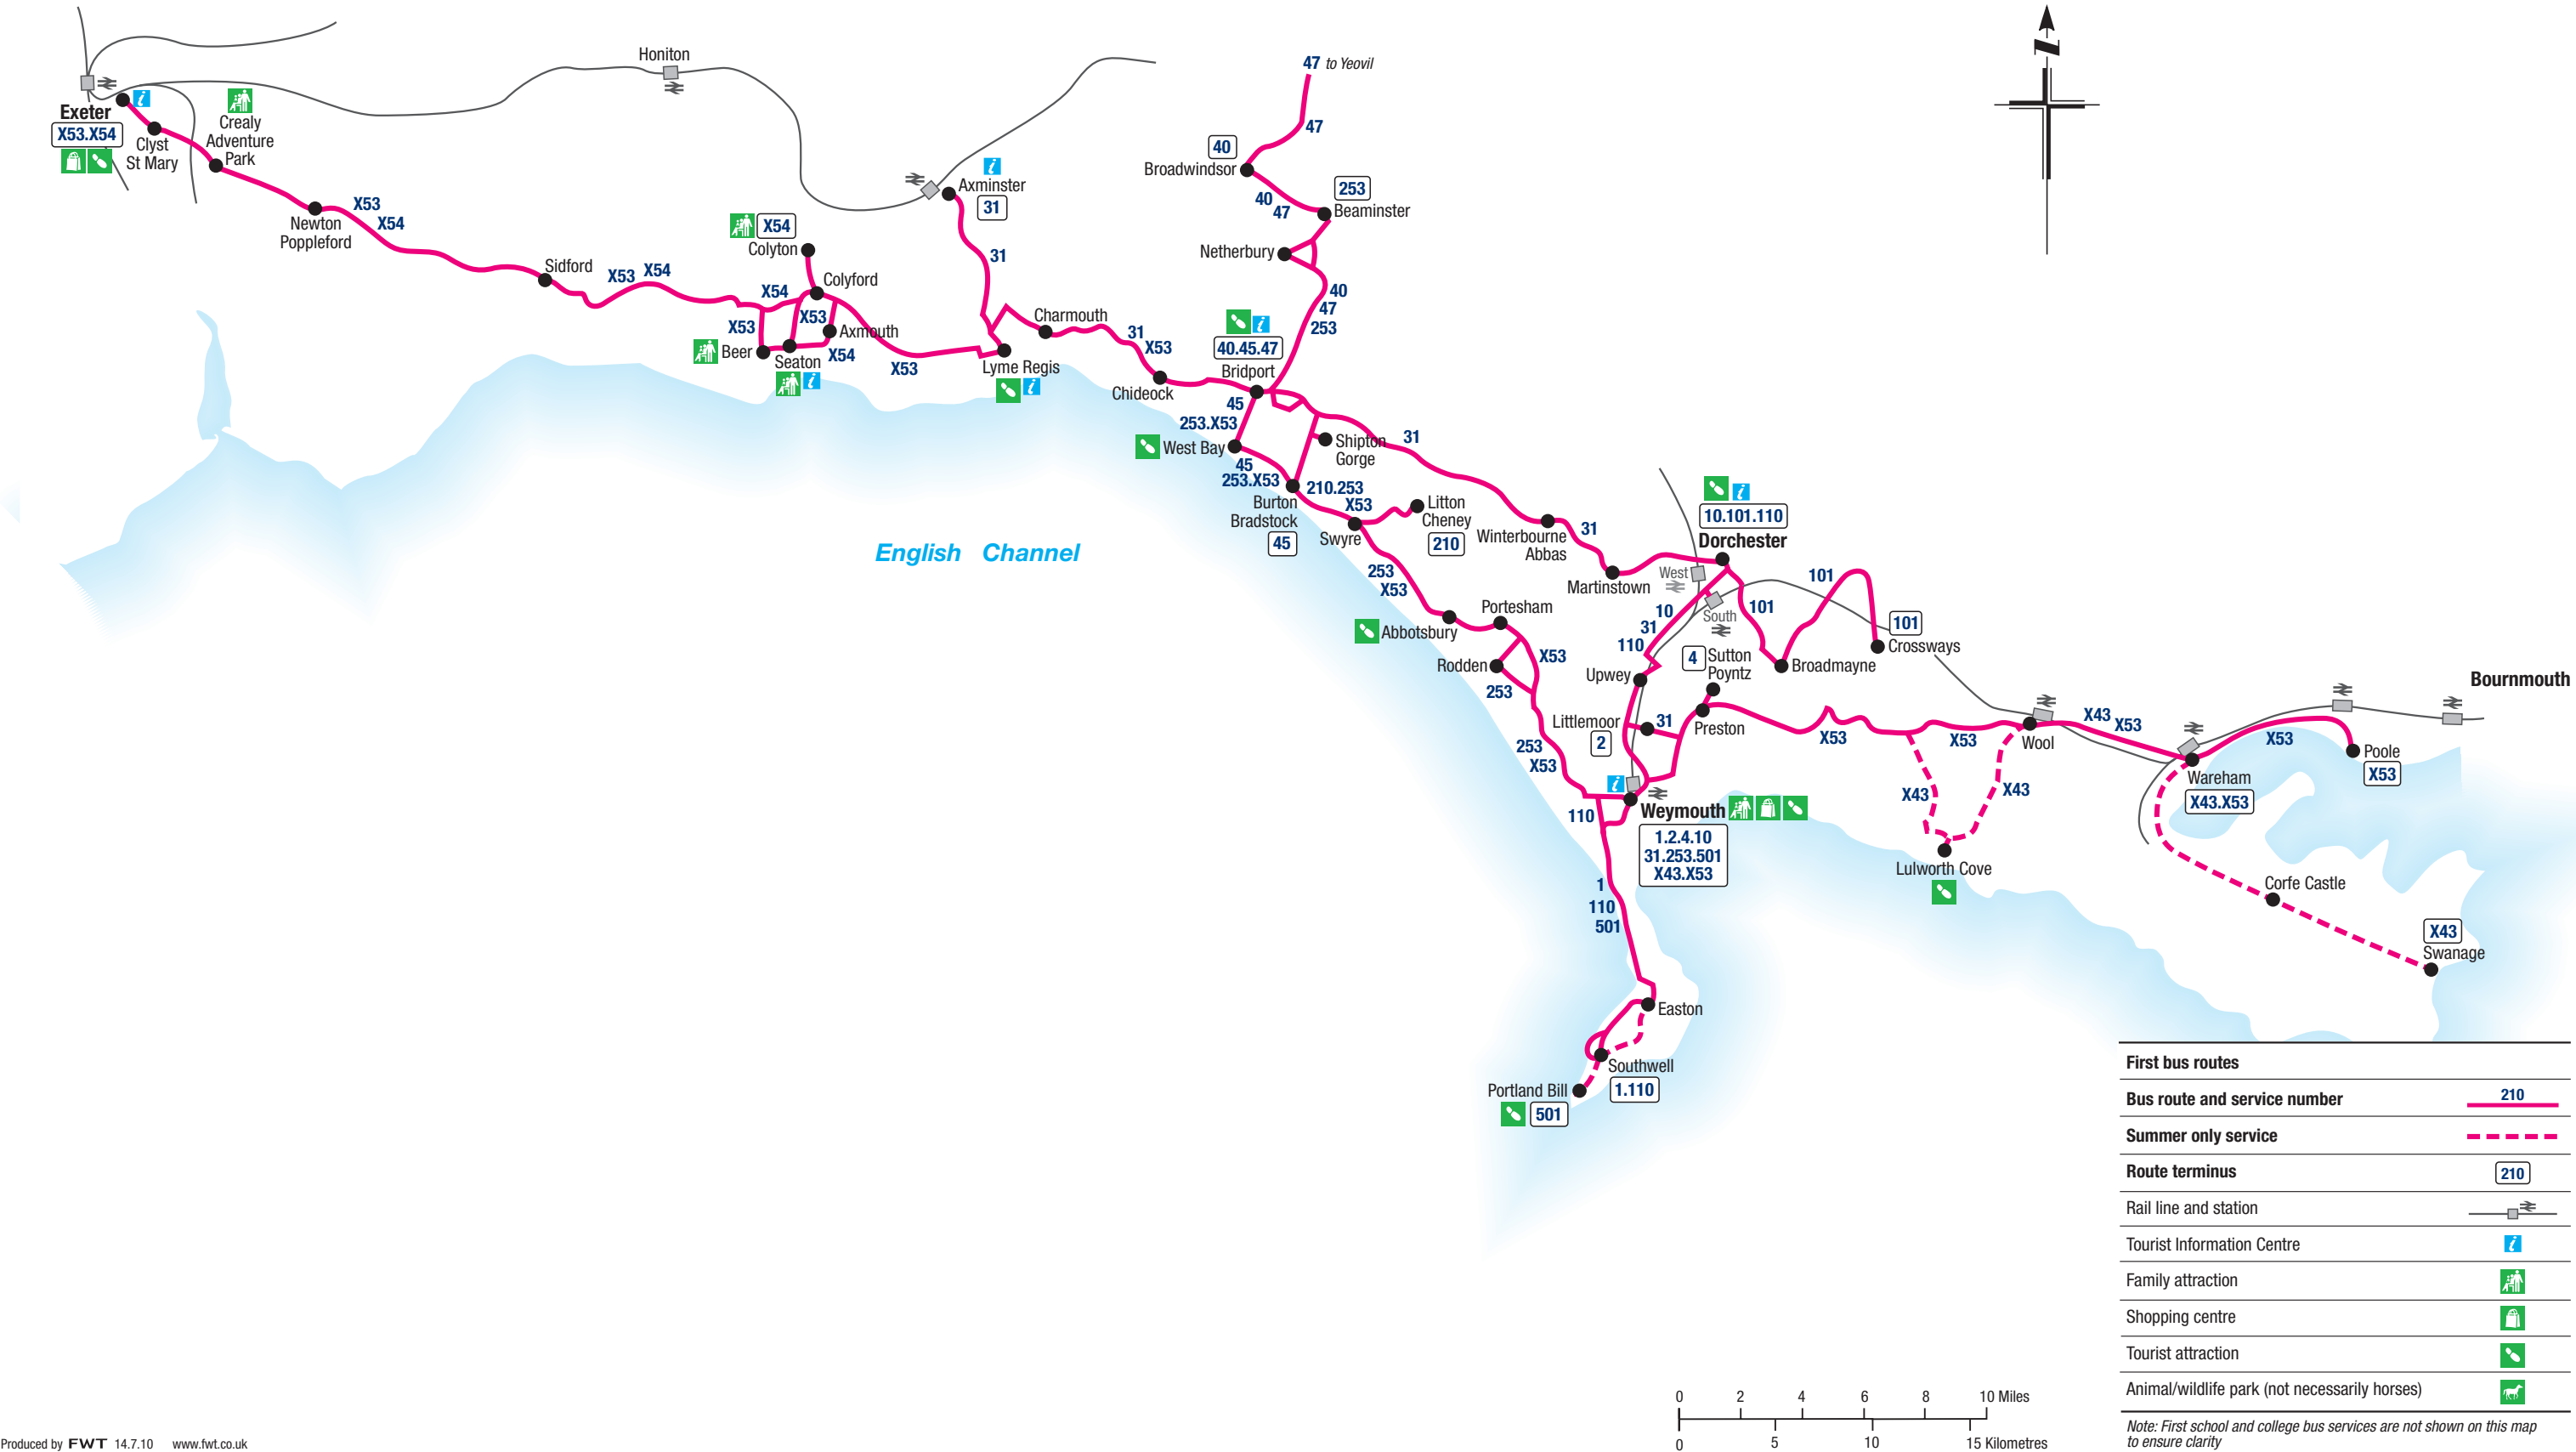 Honiton
47 to Yeovil
Exeter
X53.X54
Clyst
St Mary
Crealy
Adventure
Park
47
40
Broadwindsor
Axminster
31
253
Beaminster
40
47
Newton
Poppleford
X53
X54
X54
Colyton
31
Netherbury
Sidford
X53
X54
Colyford
X54
40
47
253
X53
X53
Axmouth
Charmouth
31
X53
Beer
Seaton
X54
X53
Lyme Regis
40.45.47
Bridport
Chideock
45
253.X53
West Bay
Shipton
Gorge
31
45
253.X53
210.253
X53
Burton
Bradstock
45
Swyre
Litton
Cheney
210
Winterbourne
Abbas
31
10.101.110
Dorchester
English Channel
253
X53
Martinstown
West
101
South
101
10
31
110
101
Crossways
Portesham
Abbotsbury
Rodden
X53
253
4
Sutton
Poyntz
Broadmayne
Upwey
Bournmouth
Littlemoor
2
31
Preston
X53
X53
Wool
X43
X53
X53
Poole
X53
253
X53
Wareham
X43.X53
X43
X43
110
Weymouth
1.2.4.10
31.253.501
X43.X53
Lulworth Cove
Corfe Castle
1
110
501
X43
Swanage
Easton
Southwell
1.110
Portland Bill
501
First bus routes
Bus route and service number
210
Summer only service
Route terminus
210
Rail line and station
Tourist Information Centre
Family attraction
Shopping centre
Tourist attraction
Animal/wildlife park (not necessarily horses)
Note: First school and college bus services are not shown on this map
to ensure clarity
0 2 4 6 8 10 Miles
0 5 10 15 Kilometres
Produced by FWT 14.7.10 www.fwt.co.uk